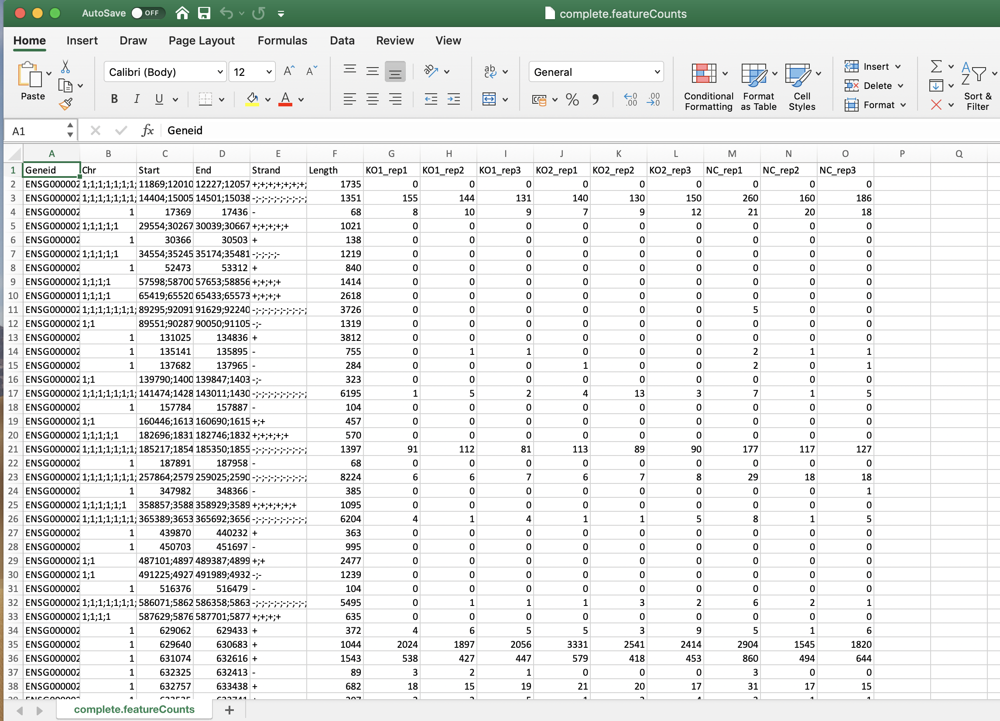 AutoSave OFF complete.featureCounts
Home Insert Draw Page Layout Formulas Data Review View
Paste Calibri (Body) 12 General Conditional Formatting Format as Table Cell Styles Insert Delete Format Sort & Filter
A1 fx Geneid
A B C D E F G H I J K L M N O P Q
1 Geneid Chr Start End Strand Length KO1_rep1 KO1_rep2 KO1_rep3 KO2_rep1 KO2_rep2 KO2_rep3 NC_rep1 NC_rep2 NC_rep3
2 ENSG000002 1;1;1;1;1;1;1; 11869;12010 12227;12057 +;+;+;+;+;+;+; 1735 0 0 0 0 0 0 0 0 0
3 ENSG000002 1;1;1;1;1;1;1; 14404;15005 14501;15038 -;-;-;-;-;-;-;-;-; 1351 155 144 131 140 130 150 260 160 186
4 ENSG000002 1 17369 17436 - 68 8 10 9 7 9 12 21 20 18
5 ENSG000002 1;1;1;1;1 29554;30267 30039;30667 +;+;+;+;+ 1021 0 0 0 0 0 0 0 0 0
6 ENSG000002 1 30366 30503 + 138 0 0 0 0 0 0 0 0 0
7 ENSG000002 1;1;1;1;1 34554;35245 35174;35481 -;-;-;-;- 1219 0 0 0 0 0 0 0 0 0
8 ENSG000002 1 52473 53312 + 840 0 0 0 0 0 0 0 0 0
9 ENSG000002 1;1;1;1 57598;58700 57653;58856 +;+;+;+ 1414 0 0 0 0 0 0 0 0 0
10 ENSG000001 1;1;1;1 65419;65520 65433;65573 +;+;+;+ 2618 0 0 0 0 0 0 0 0 0
11 ENSG000002 1;1;1;1;1;1;1; 89295;92091 91629;92240 -;-;-;-;-;-;-;-;-; 3726 0 0 0 0 0 0 5 0 0
12 ENSG000002 1;1 89551;90287 90050;91105 -;- 1319 0 0 0 0 0 0 0 0 0
13 ENSG000002 1 131025 134836 + 3812 0 0 0 0 0 0 0 0 0
14 ENSG000002 1 135141 135895 - 755 0 1 1 0 0 0 2 1 1
15 ENSG000002 1 137682 137965 - 284 0 0 0 1 0 0 2 0 1
16 ENSG000002 1;1 139790;1400 139847;1403 -;- 323 0 0 0 0 0 0 0 0 0
17 ENSG000002 1;1;1;1;1;1;1; 141474;1428 143011;1430 -;-;-;-;-;-;-;-;-; 6195 1 5 2 4 13 3 7 1 5
18 ENSG000002 1 157784 157887 - 104 0 0 0 0 0 0 0 0 0
19 ENSG000002 1;1 160446;1613 160690;1615 +;+ 457 0 0 0 0 0 0 0 0 0
20 ENSG000002 1;1;1;1;1 182696;1831 182746;1832 +;+;+;+;+ 570 0 0 0 0 0 0 0 0 0
21 ENSG000002 1;1;1;1;1;1;1; 185217;1854 185350;1855 -;-;-;-;-;-;-;-;-; 1397 91 112 81 113 89 90 177 117 127
22 ENSG000002 1 187891 187958 - 68 0 0 0 0 0 0 0 0 0
23 ENSG000002 1;1;1;1;1;1;1; 257864;2579 259025;2590 -;-;-;-;-;-;-;-;-; 8224 6 6 7 6 7 8 29 18 18
24 ENSG000002 1 347982 348366 - 385 0 0 0 0 0 0 0 0 1
25 ENSG000002 1;1;1;1;1;1 358857;3588 358929;3589 +;+;+;+;+;+ 1095 0 0 0 0 0 0 0 0 0
26 ENSG000002 1;1;1;1;1;1;1; 365389;3653 365692;3656 -;-;-;-;-;-;-;-;-; 6204 4 1 4 1 1 5 8 1 5
27 ENSG000002 1 439870 440232 + 363 0 0 0 0 0 0 0 0 0
28 ENSG000002 1 450703 451697 - 995 0 0 0 0 0 0 0 0 0
29 ENSG000002 1;1 487101;4897 489387;4899 +;+ 2477 0 0 0 0 0 0 0 0 0
30 ENSG000002 1;1 491225;4927 491989;4932 -;- 1239 0 0 0 0 0 0 0 0 0
31 ENSG000002 1 516376 516479 - 104 0 0 0 0 0 0 0 0 0
32 ENSG000002 1;1;1;1;1;1;1; 586071;5862 586358;5863 -;-;-;-;-;-;-;-;-; 5495 0 1 1 1 3 2 6 2 1
33 ENSG000002 1;1;1;1 587629;5876 587701;5877 +;+;+;+ 635 0 0 0 0 0 0 0 0 0
34 ENSG000002 1 629062 629433 + 372 4 6 5 5 3 9 5 1 6
35 ENSG000002 1 629640 630683 + 1044 2024 1897 2056 3331 2541 2414 2904 1545 1820
36 ENSG000002 1 631074 632616 + 1543 538 427 447 579 418 453 860 494 644
37 ENSG000002 1 632325 632413 - 89 3 2 1 0 0 0 3 0 0
38 ENSG000002 1 632757 633438 + 682 18 15 19 21 20 17 31 17 15
complete.featureCounts +